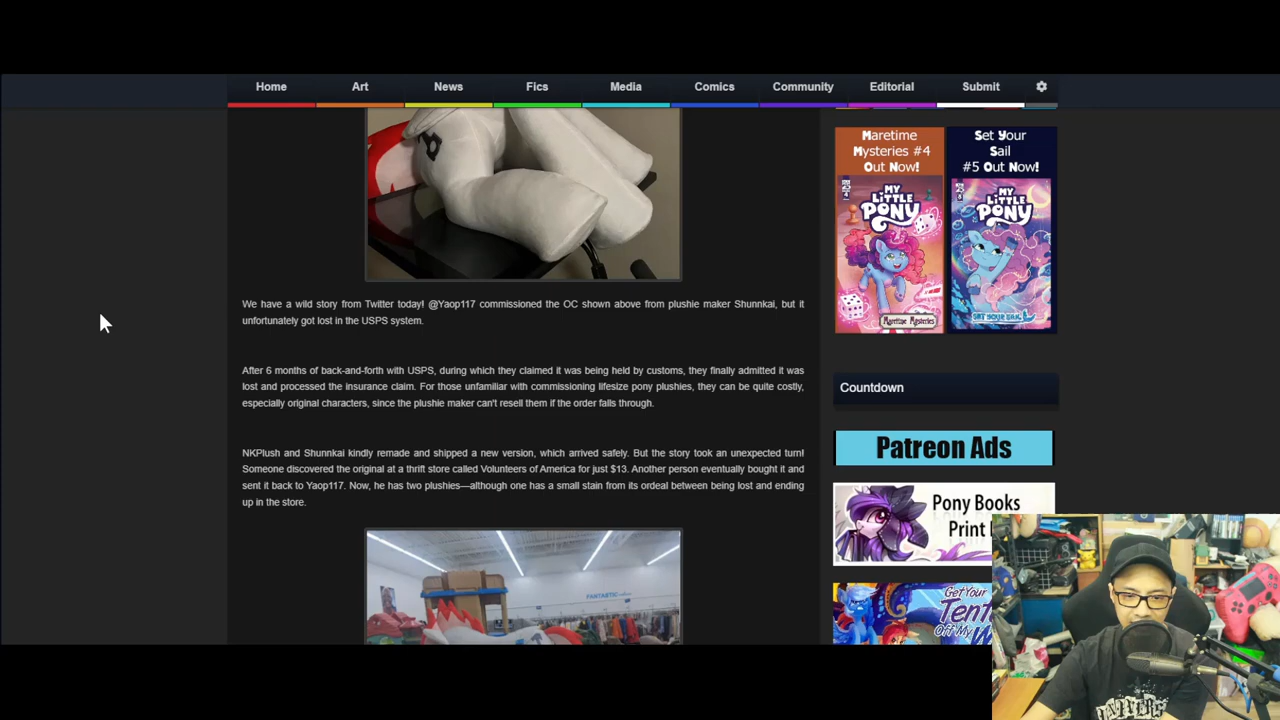 Home Art News Fics Media Comics Community Editorial Submit
Maretime
Mysteries #4
Out Now!
Set Your
Sail
#5 Out Now!
MY
LITTLE
PONY
MY
LITTLE
PONY
Maretime Mysteries
SET YOUR SAIL
We have a wild story from Twitter today! @Yaop117 commissioned the OC shown above from plushie maker Shunnkai, but it
unfortunately got lost in the USPS system.
After 6 months of back-and-forth with USPS, during which they claimed it was being held by customs, they finally admitted it was
lost and processed the insurance claim. For those unfamiliar with commissioning lifesize pony plushies, they can be quite costly,
especially original characters, since the plushie maker can't resell them if the order falls through.
NKPlush and Shunnkai kindly remade and shipped a new version, which arrived safely. But the story took an unexpected turn!
Someone discovered the original at a thrift store called Volunteers of America for just $13. Another person eventually bought it and
sent it back to Yaop117. Now, he has two plushies—although one has a small stain from its ordeal between being lost and ending
up in the store.
FANTASTIC
Countdown
Patreon Ads
Pony Books
Print
Get Your